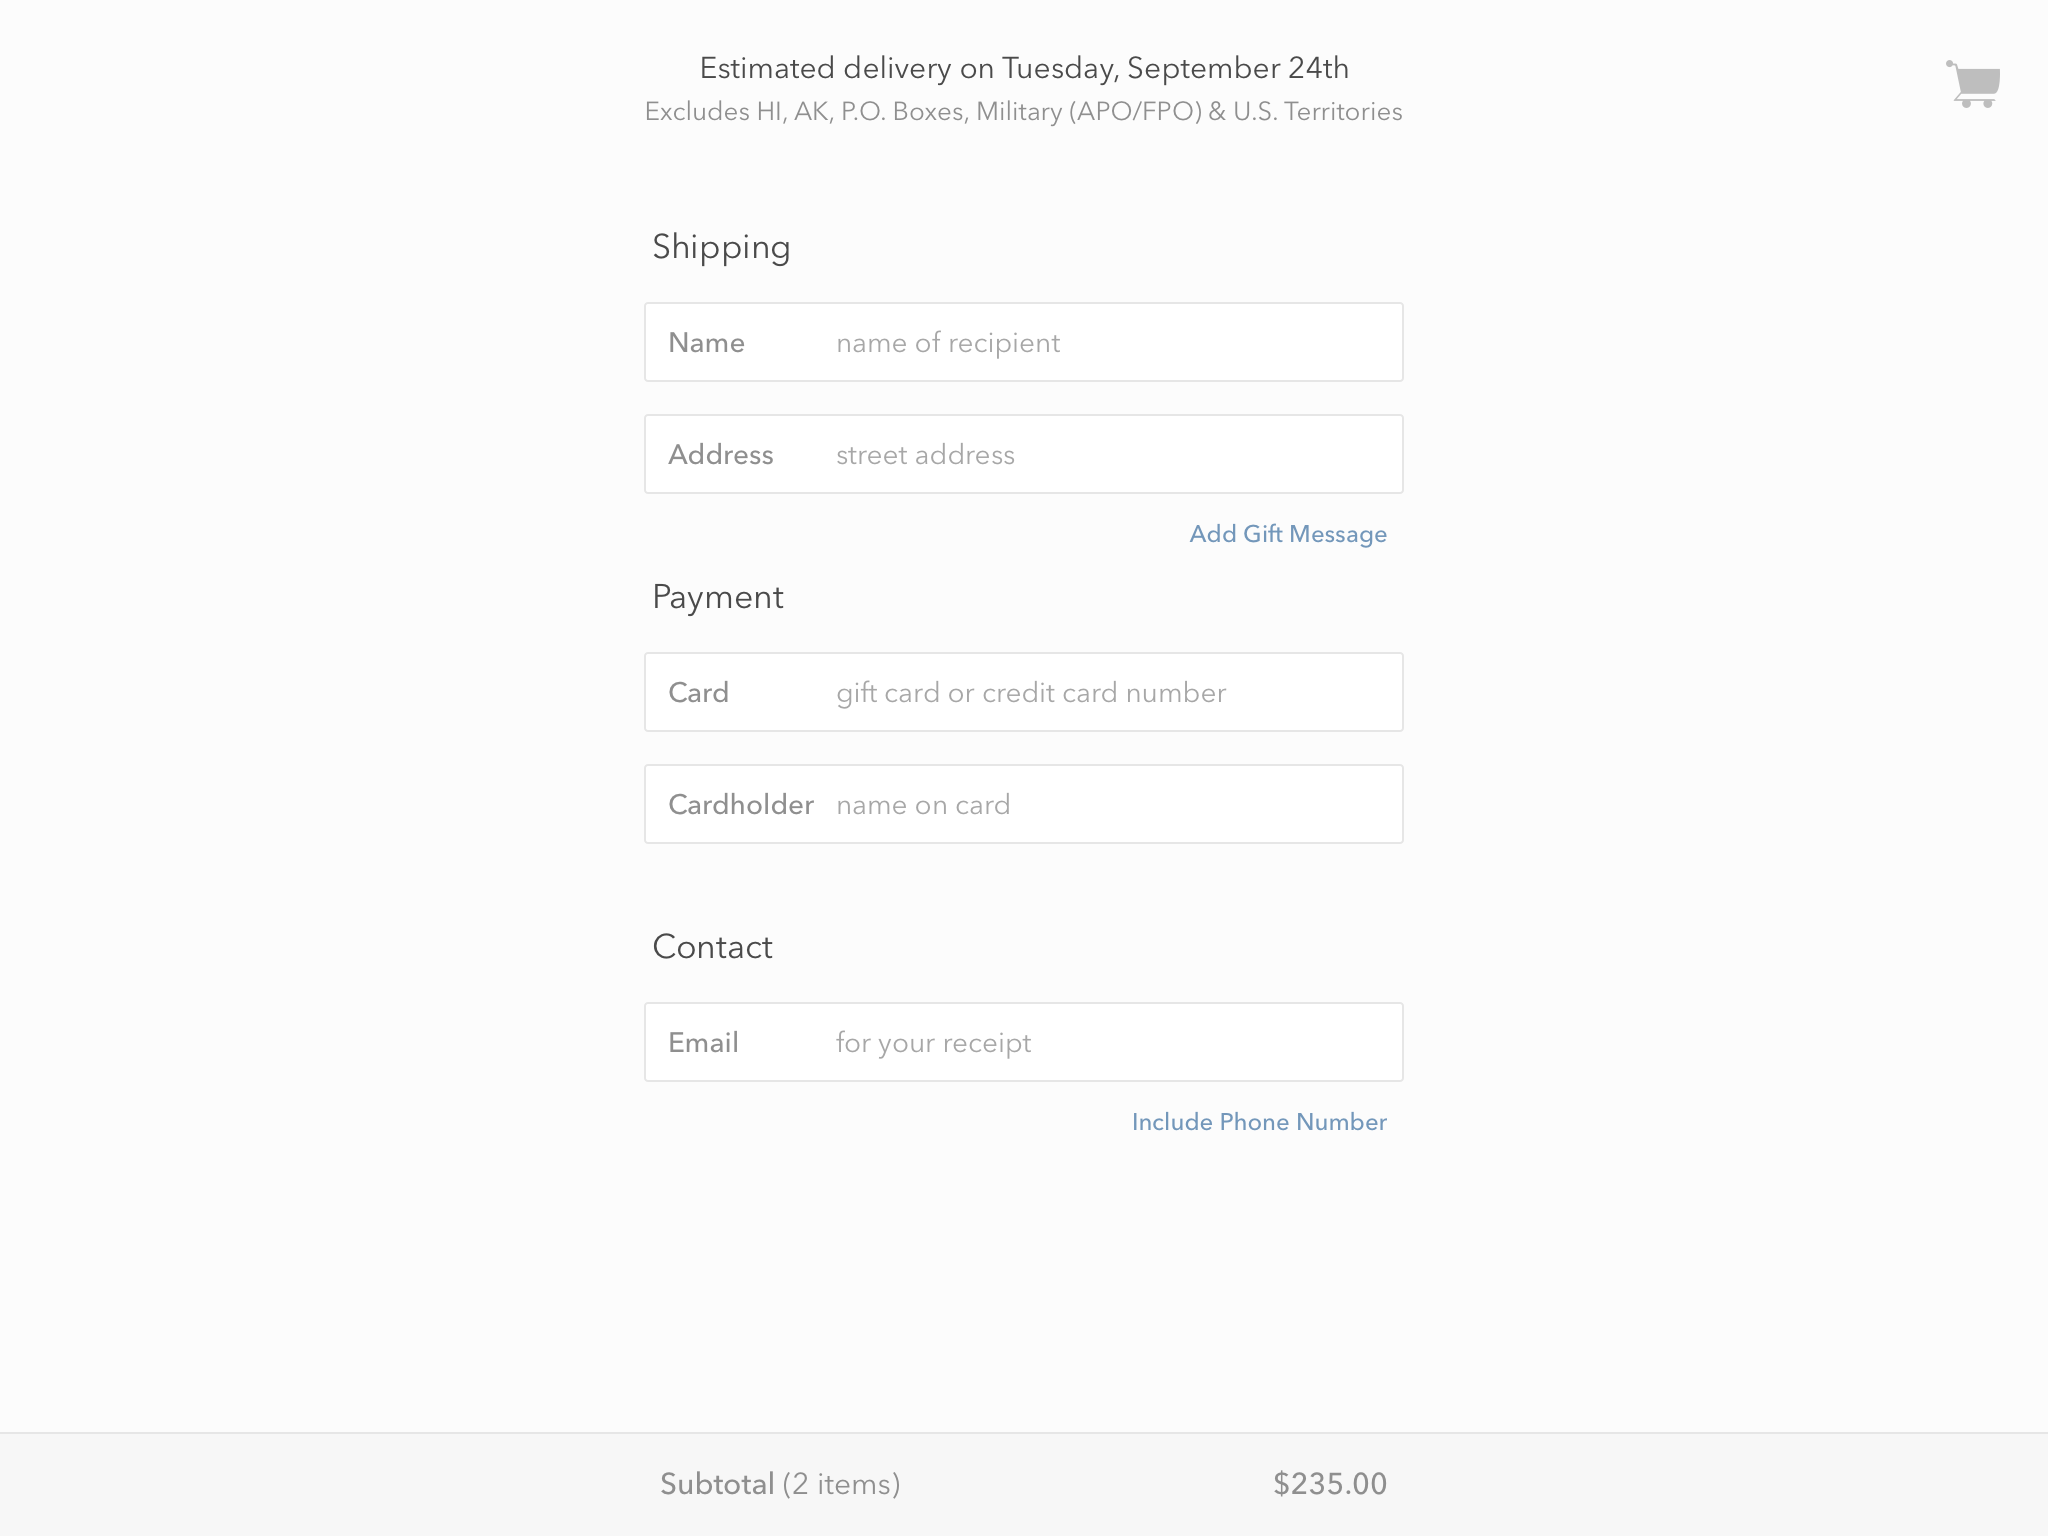 Estimated delivery on Tuesday, September 24th
Excludes HI, AK, P.O. Boxes, Military (APO/FPO) & U.S. Territories
Shipping
Name name of recipient
Address street address
Add Gift Message
Payment
Card gift card or credit card number
Cardholder name on card
Contact
Email for your receipt
Include Phone Number
Subtotal (2 items) $235.00